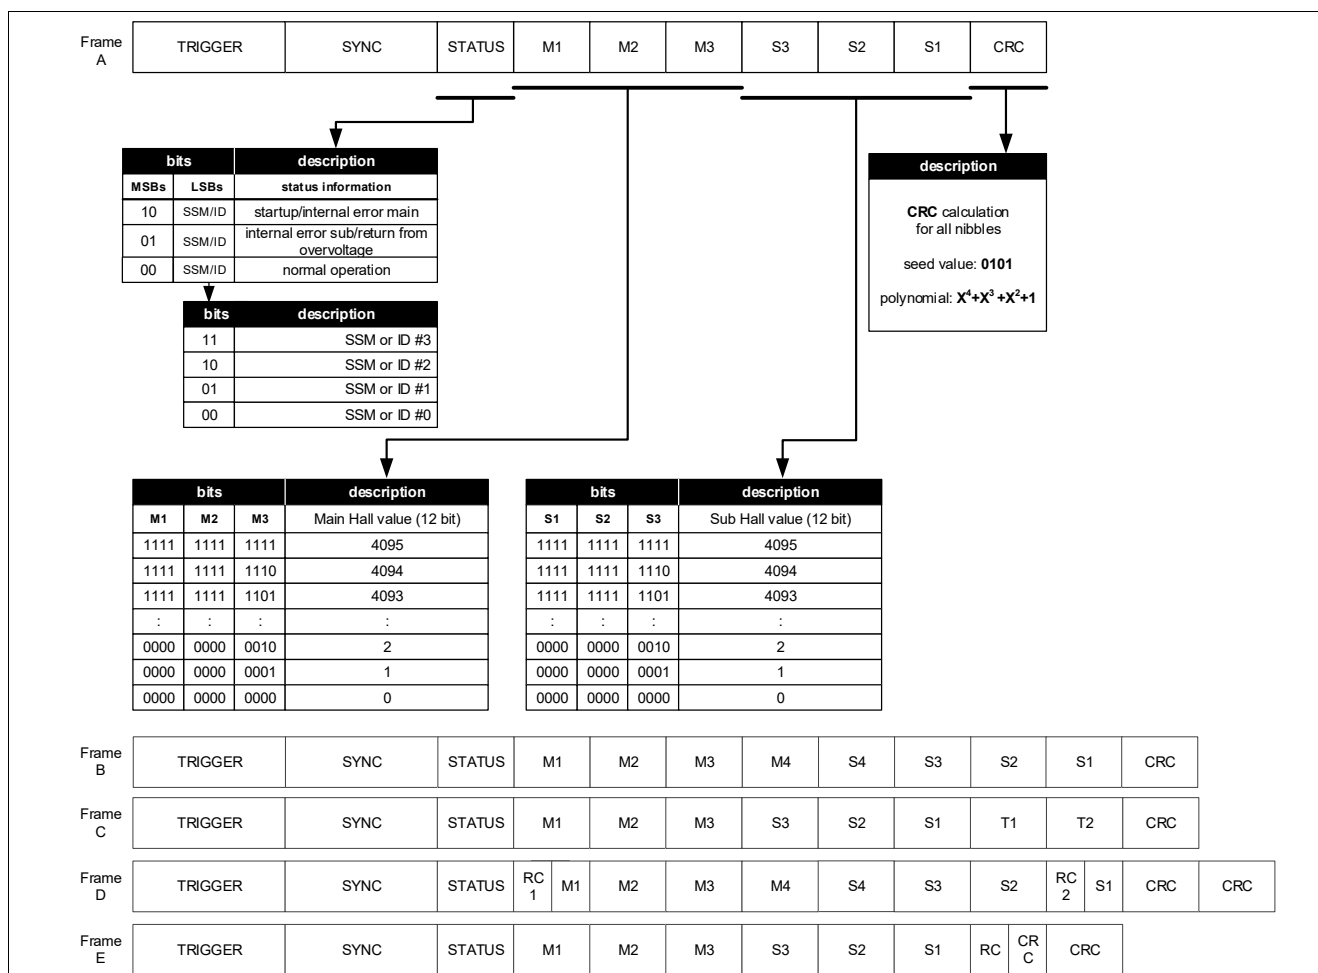 Frame A TRIGGER SYNC STATUS M1 M2 M3 S3 S2 S1 CRC
bits description
MSBs LSBs status information
10 SSM/ID startup/internal error main
01 SSM/ID internal error sub/return from overvoltage
00 SSM/ID normal operation
bits description
11 SSM or ID #3
10 SSM or ID #2
01 SSM or ID #1
00 SSM or ID #0
description
CRC calculation
for all nibbles
seed value: 0101
polynomial: X⁴+X³+X²+1
bits description
M1 M2 M3 Main Hall value (12 bit)
1111 1111 1111 4095
1111 1111 1110 4094
1111 1111 1101 4093
: : : :
0000 0000 0010 2
0000 0000 0001 1
0000 0000 0000 0
bits description
S1 S2 S3 Sub Hall value (12 bit)
1111 1111 1111 4095
1111 1111 1110 4094
1111 1111 1101 4093
: : : :
0000 0000 0010 2
0000 0000 0001 1
0000 0000 0000 0
Frame B TRIGGER SYNC STATUS M1 M2 M3 M4 S4 S3 S2 S1 CRC
Frame C TRIGGER SYNC STATUS M1 M2 M3 S3 S2 S1 T1 T2 CRC
Frame D TRIGGER SYNC STATUS RC 1 M1 M2 M3 M4 S4 S3 S2 RC 2 S1 CRC CRC
Frame E TRIGGER SYNC STATUS M1 M2 M3 S3 S2 S1 RC CR C CRC